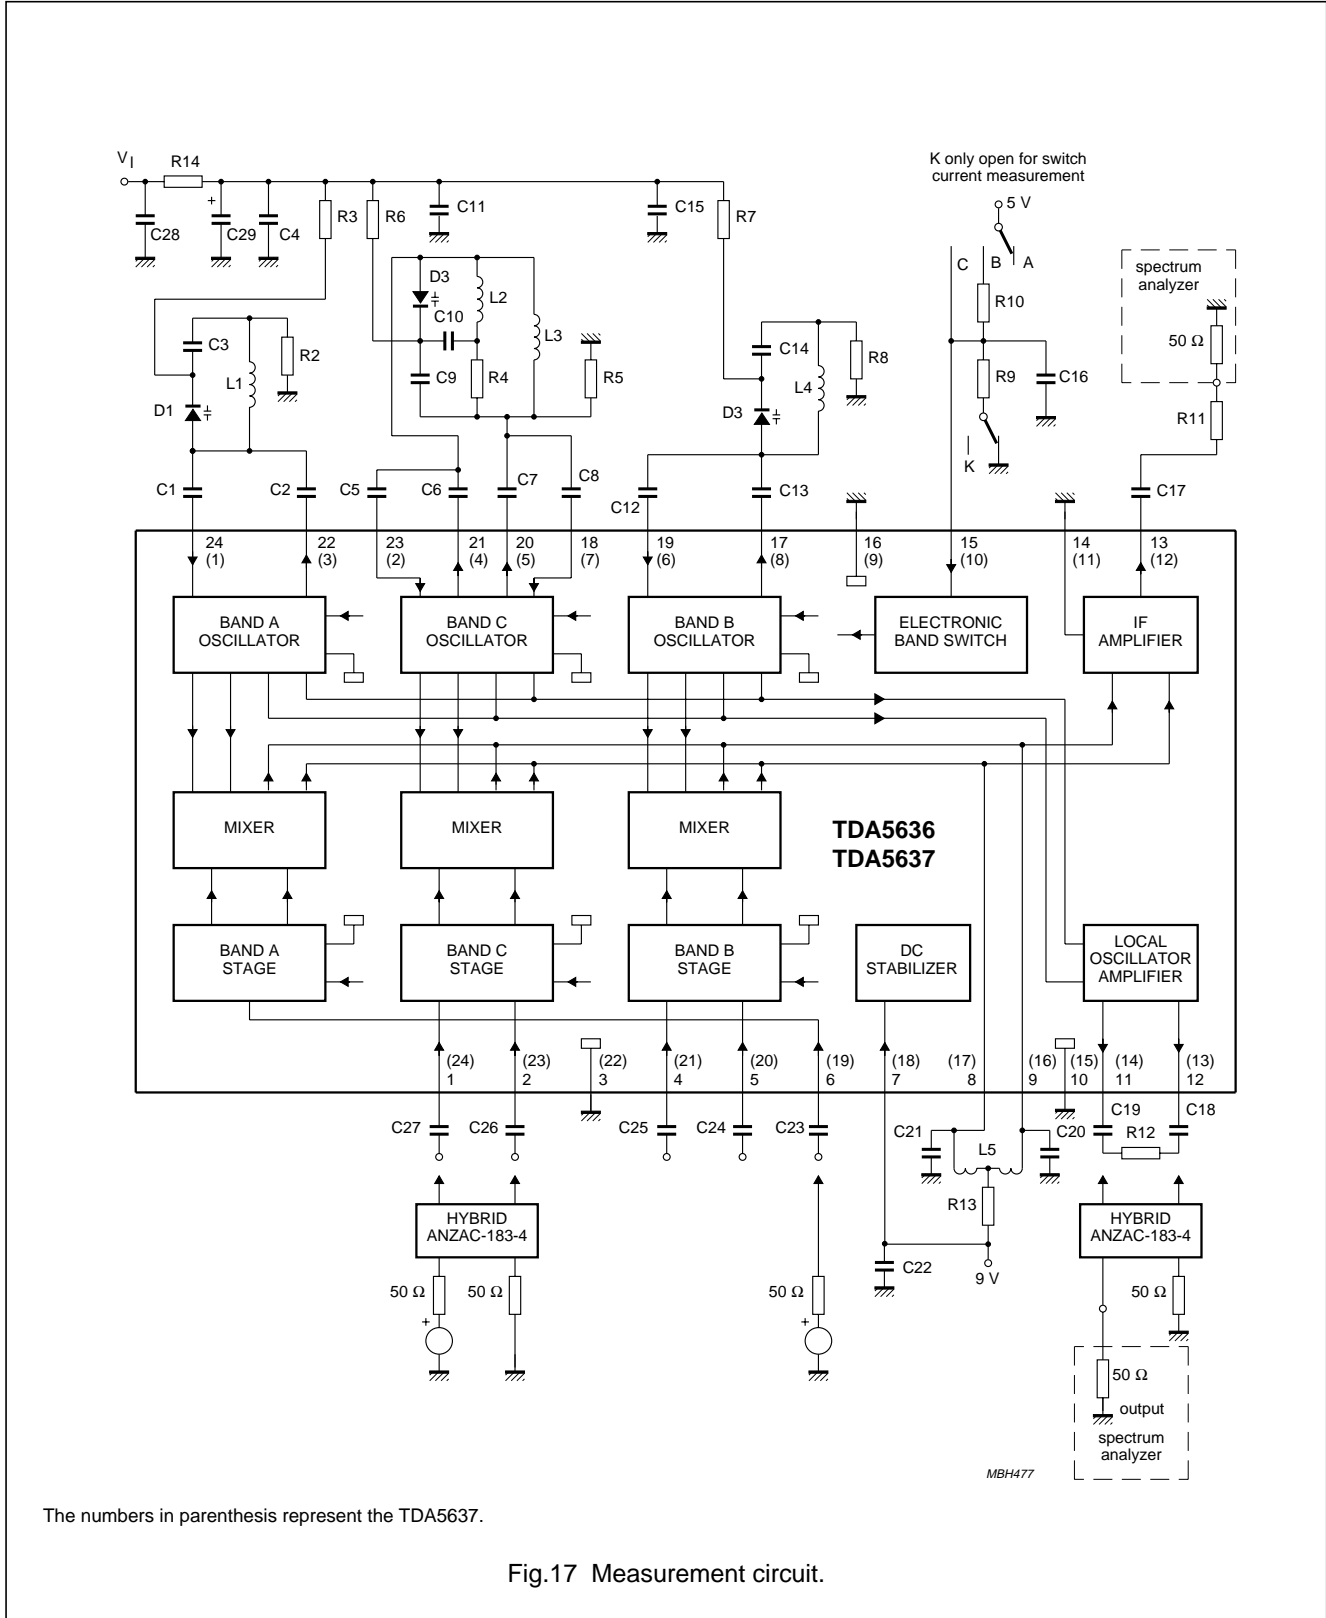 K only open for switch
current measurement
VI
R14
5 V
C28
C29
+
C4
R3
R6
C11
C15
R7
C
B
A
spectrum
analyzer
50 Ω
D3
L2
C10
L3
R10
C3
R2
L1
C9
R4
R5
C14
R8
L4
R9
C16
D1
D3
R11
K
C1
C2
C5
C6
C7
C8
C12
C13
C17
24
(1)
22
(3)
23
(2)
21
(4)
20
(5)
18
(7)
19
(6)
17
(8)
16
(9)
15
(10)
14
(11)
13
(12)
BAND A
OSCILLATOR
BAND C
OSCILLATOR
BAND B
OSCILLATOR
ELECTRONIC
BAND SWITCH
IF
AMPLIFIER
MIXER
MIXER
MIXER
TDA5636
TDA5637
BAND A
STAGE
BAND C
STAGE
BAND B
STAGE
DC
STABILIZER
LOCAL
OSCILLATOR
AMPLIFIER
(24)
1
(23)
2
(22)
3
(21)
4
(20)
5
(19)
6
(18)
7
(17)
8
(16)
9
(15)
10
(14)
11
(13)
12
C27
C26
C25
C24
C23
C21
L5
C20
C19
C18
R12
R13
HYBRID
ANZAC-183-4
HYBRID
ANZAC-183-4
C22
9 V
50 Ω
50 Ω
50 Ω
50 Ω
+
+
50 Ω
output
spectrum
analyzer
MBH477
The numbers in parenthesis represent the TDA5637.
Fig.17 Measurement circuit.